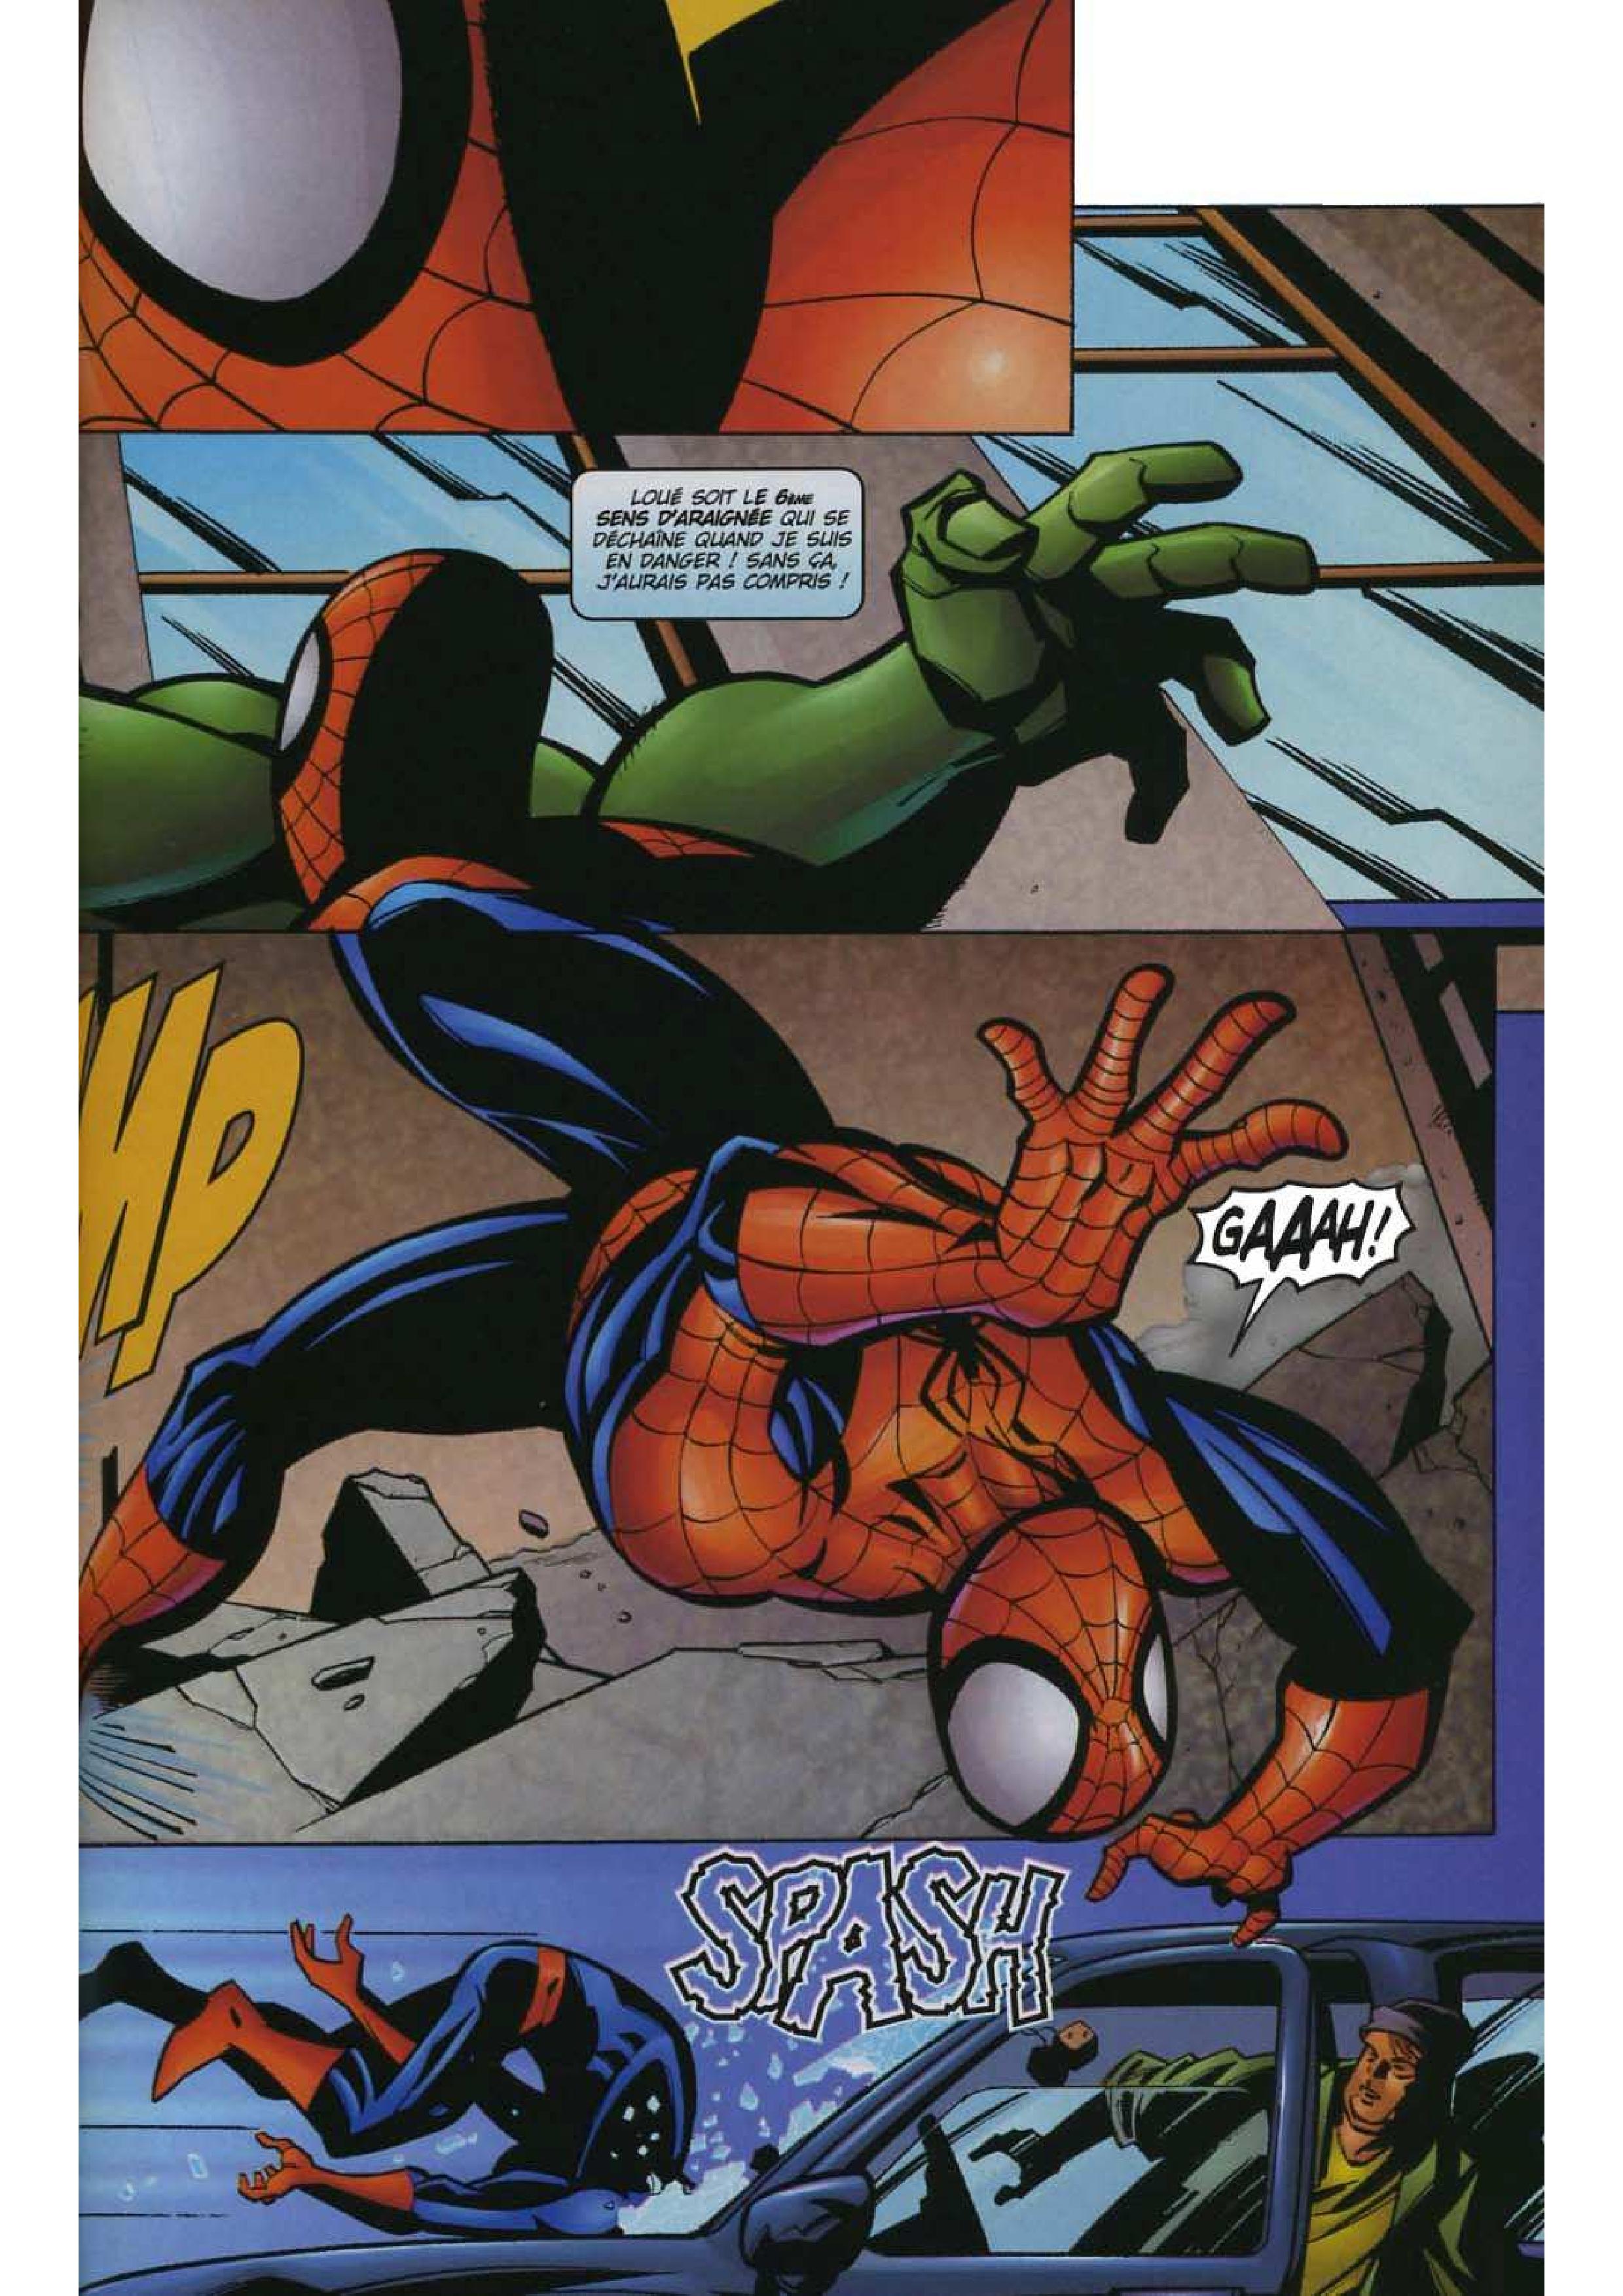 LOUÉ SOIT LE 6ÈME
SENS D'ARAIGNÉE QUI SE
DÉCHAÎNE QUAND JE SUIS
EN DANGER ! SANS ÇA,
J'AURAIS PAS COMPRIS !
MP
GAAAH!
SPASH